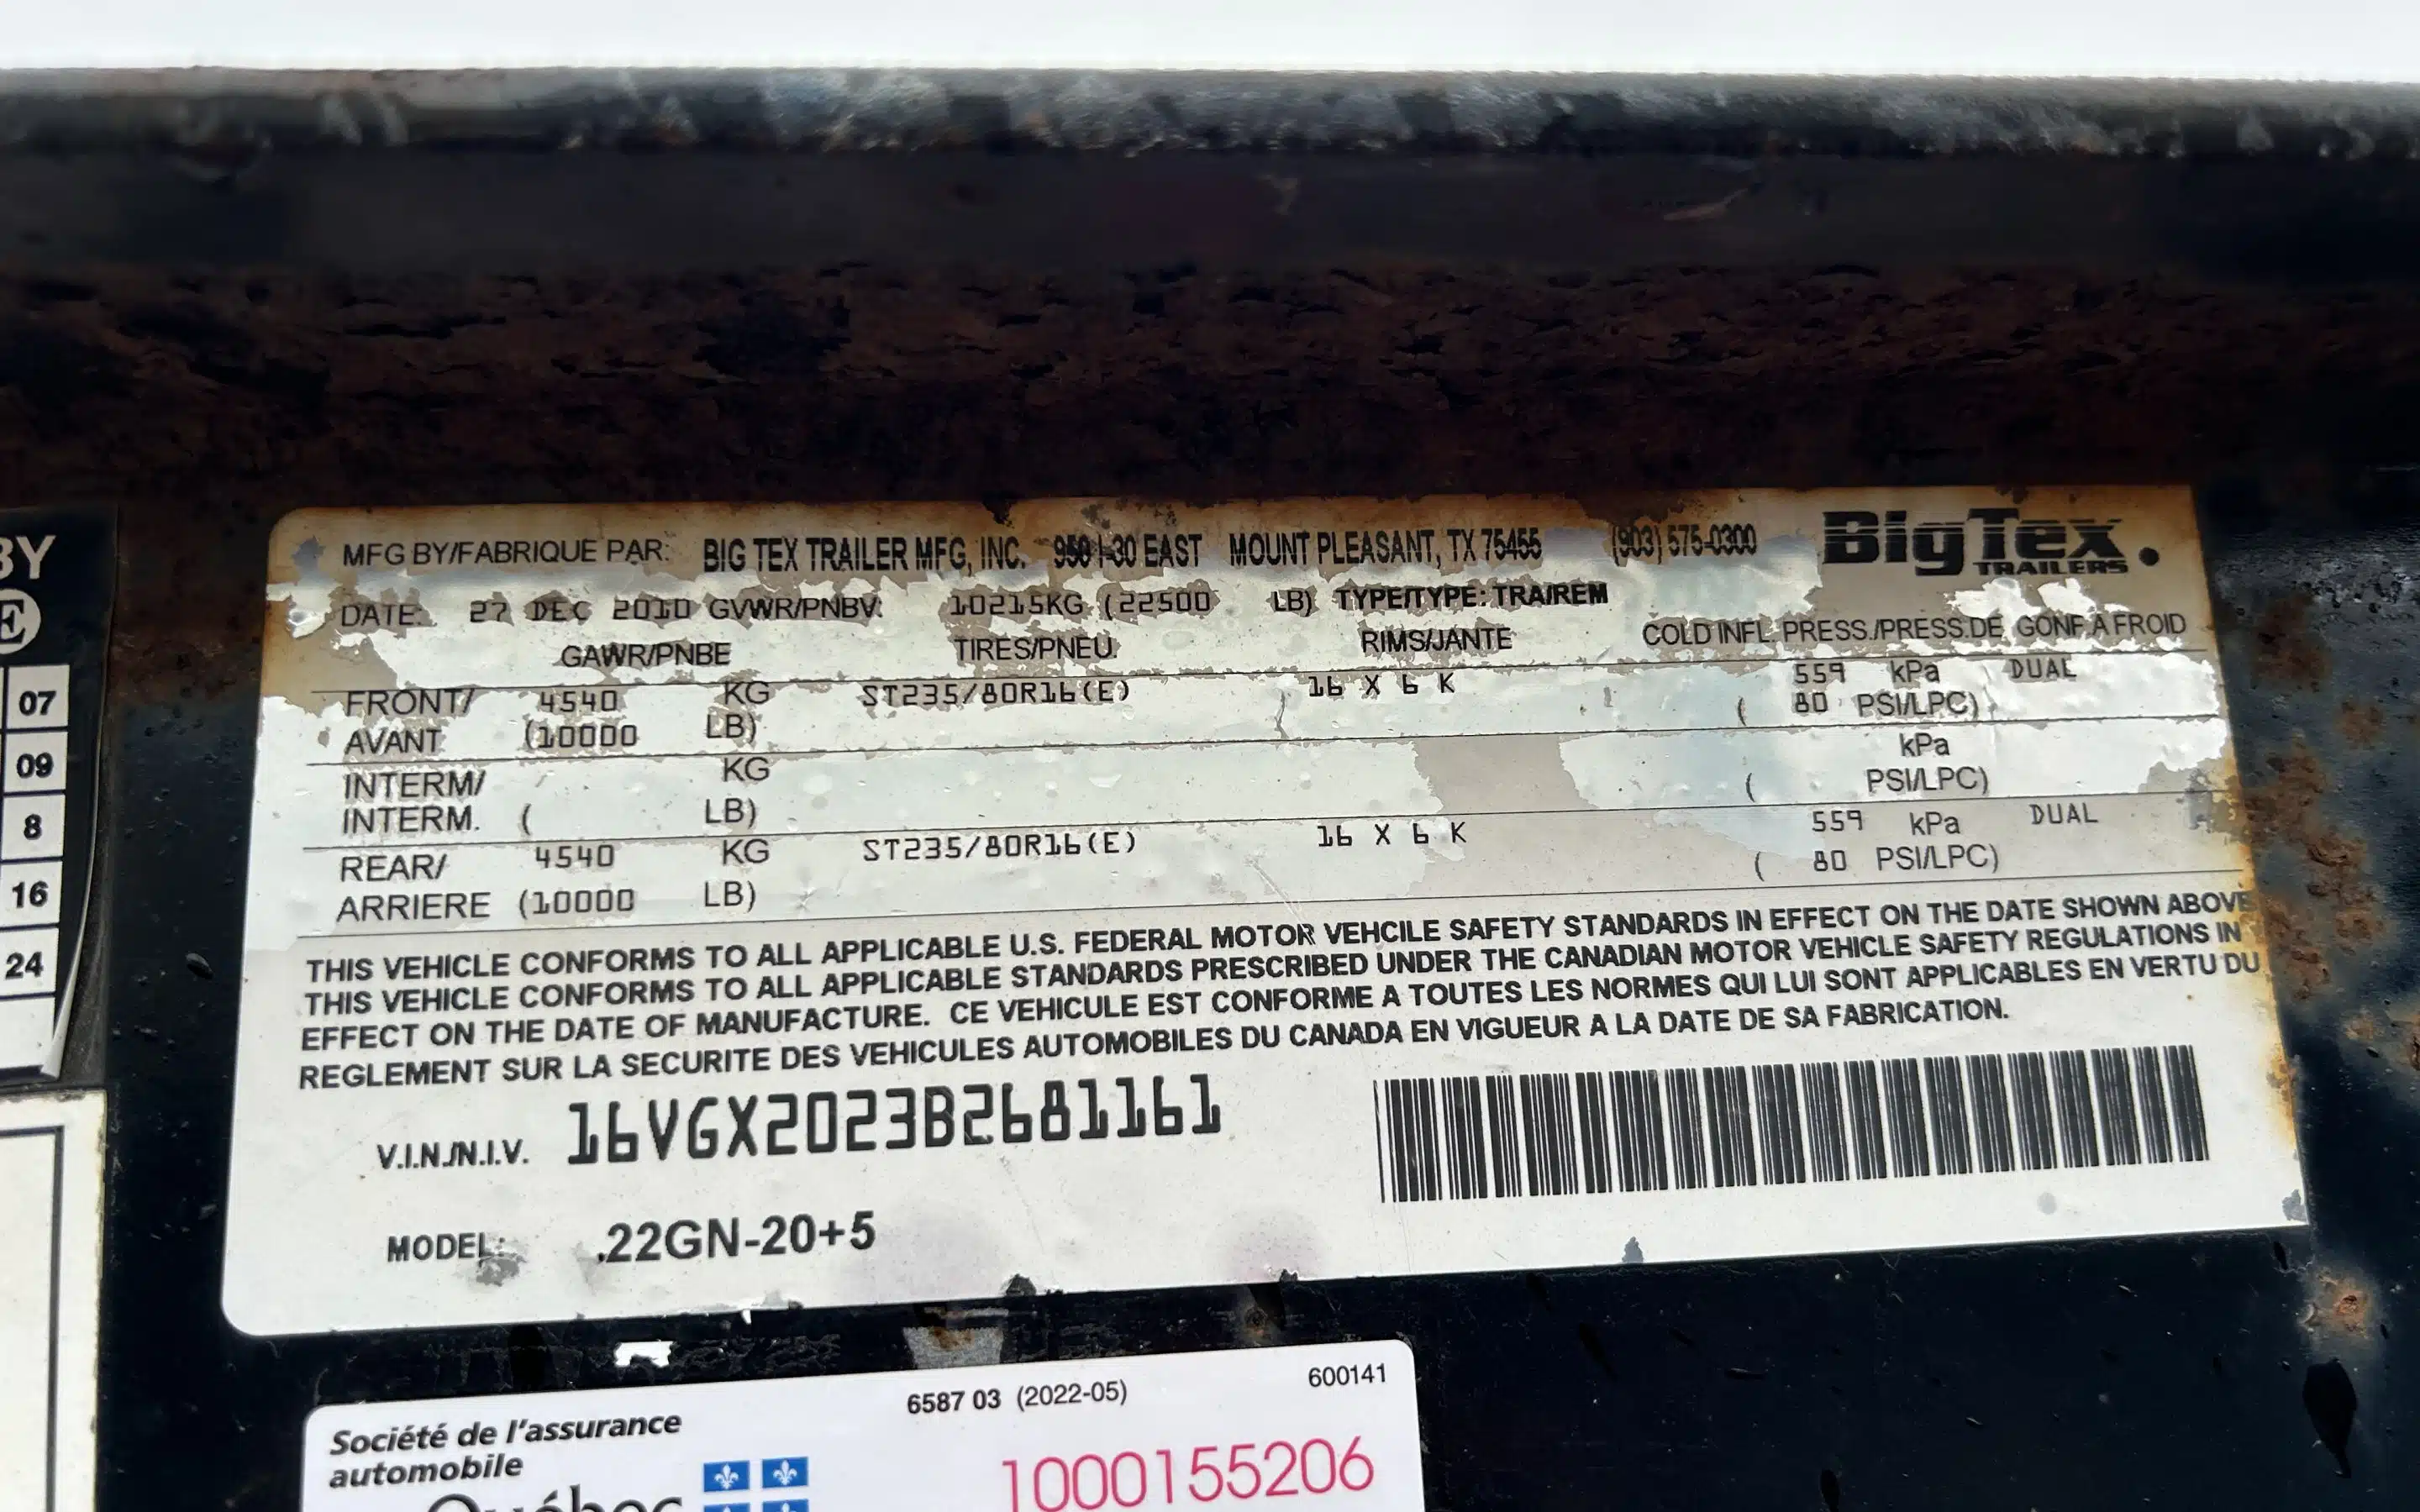 BY
E
07
09
8
16
24
MFG BY/FABRIQUE PAR: BIG TEX TRAILER MFG, INC. 950 I-30 EAST MOUNT PLEASANT, TX 75455 (903) 575-0300 BigTex
TRAILERS
DATE: 27 DEC 2010 GVWR/PNBV: 10215KG (22500 LB) TYPE/TYPE: TRA/REM
GAWR/PNBE TIRES/PNEU. RIMS/JANTE COLD INFL. PRESS./PRESS.DE. GONF.A FROID
FRONT/ 4540 KG ST235/80R16(E) 16 X 6 K 559 kPa DUAL
AVANT (10000 LB) ( 80 PSI/LPC)
INTERM/ KG kPa
INTERM. ( LB) ( PSI/LPC)
REAR/ 4540 KG ST235/80R16(E) 16 X 6 K 559 kPa DUAL
ARRIERE (10000 LB) ( 80 PSI/LPC)
THIS VEHICLE CONFORMS TO ALL APPLICABLE U.S. FEDERAL MOTOR VEHCILE SAFETY STANDARDS IN EFFECT ON THE DATE SHOWN ABOVE
THIS VEHICLE CONFORMS TO ALL APPLICABLE STANDARDS PRESCRIBED UNDER THE CANADIAN MOTOR VEHICLE SAFETY REGULATIONS IN
EFFECT ON THE DATE OF MANUFACTURE. CE VEHICULE EST CONFORME A TOUTES LES NORMES QUI LUI SONT APPLICABLES EN VERTU DU
REGLEMENT SUR LA SECURITE DES VEHICULES AUTOMOBILES DU CANADA EN VIGUEUR A LA DATE DE SA FABRICATION.
V.I.N./N.I.V. 16VGX2023B2681161
MODEL: .22GN-20+5
6587 03 (2022-05) 600141
Société de l'assurance
automobile
Québec
1000155206